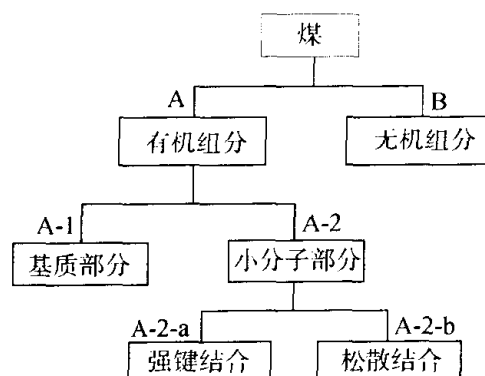 煤
A B
有机组分 无机组分
A-1 A-2
基质部分 小分子部分
A-2-a A-2-b
强键结合 松散结合